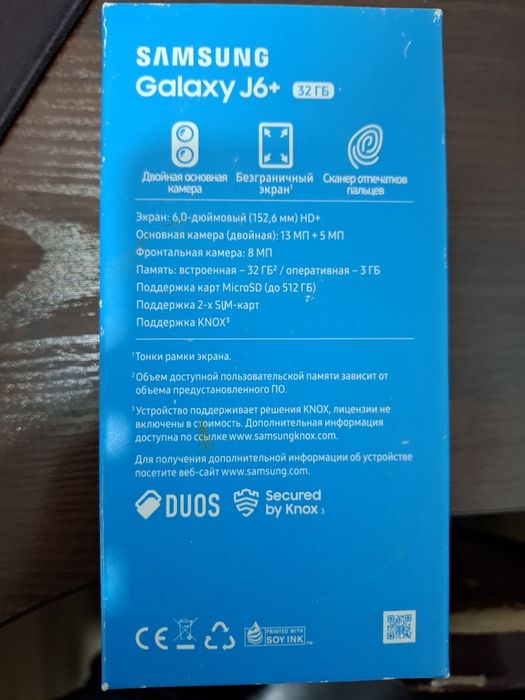 SAMSUNG
Galaxy J6+ 32 ГБ
Двойная основная
камера
Безграничный
экран¹
Сканер отпечатков
пальцев
Экран: 6,0-дюймовый (152,6 мм) HD+
Основная камера (двойная): 13 МП + 5 МП
Фронтальная камера: 8 МП
Память: встроенная – 32 ГБ² / оперативная – 3 ГБ
Поддержка карт MicroSD (до 512 ГБ)
Поддержка 2-х SIM-карт
Поддержка KNOX³
¹Тонки рамки экрана.
²Объем доступной пользовательской памяти зависит от
объема предустановленного ПО.
³Устройство поддерживает решения KNOX, лицензии не
включены в стоимость. Дополнительная информация
доступна по ссылке www.samsungknox.com.
Для получения дополнительной информации об устройстве
посетите веб-сайт www.samsung.com.
DUOS
Secured
by Knox 3
CE
PRINTED WITH
SOY INK™